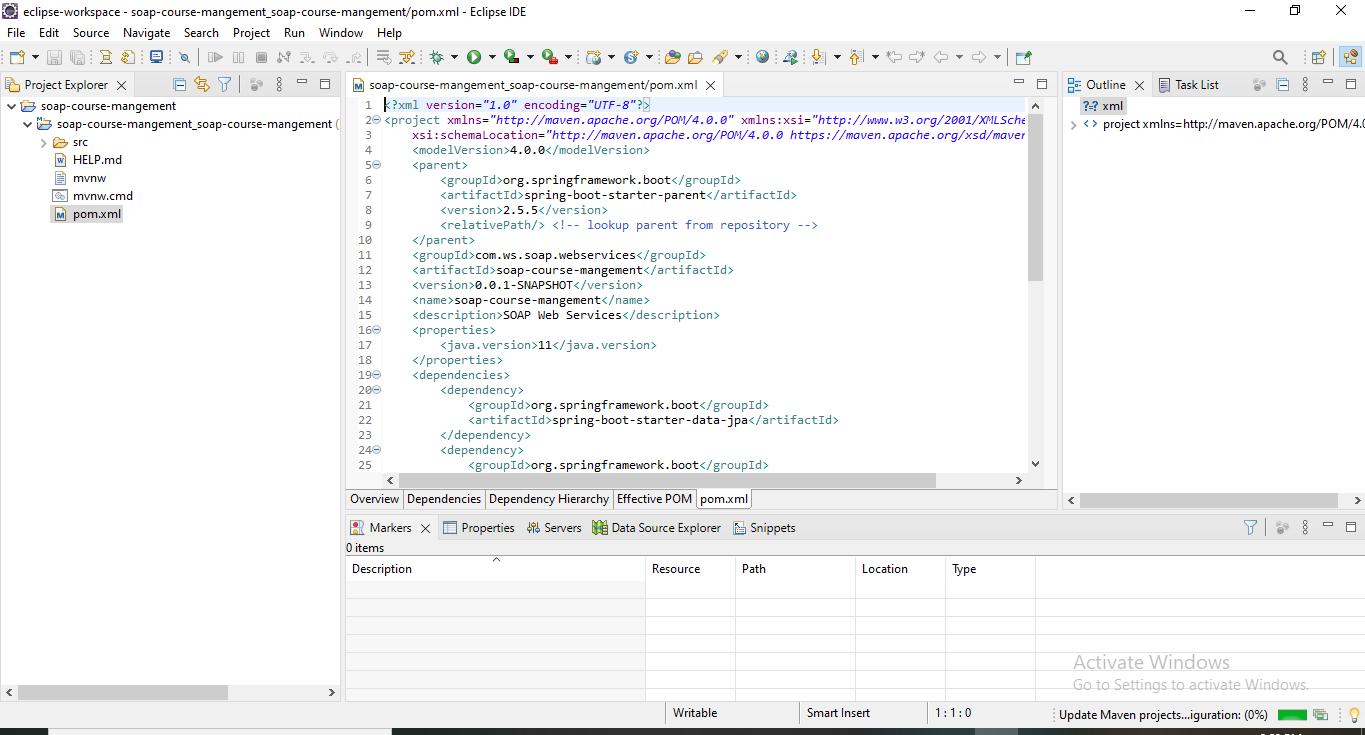 eclipse-workspace - soap-course-mangement_soap-course-mangement/pom.xml - Eclipse IDE
File Edit Source Navigate Search Project Run Window Help
Project Explorer
soap-course-mangement
soap-course-mangement_soap-course-mangement (
src
HELP.md
mvnw
mvnw.cmd
pom.xml
soap-course-mangement_soap-course-mangement/pom.xml
1 <?xml version="1.0" encoding="UTF-8"?>
2 <project xmlns="http://maven.apache.org/POM/4.0.0" xmlns:xsi="http://www.w3.org/2001/XMLSche
3 xsi:schemaLocation="http://maven.apache.org/POM/4.0.0 https://maven.apache.org/xsd/maven
4 <modelVersion>4.0.0</modelVersion>
5 <parent>
6 <groupId>org.springframework.boot</groupId>
7 <artifactId>spring-boot-starter-parent</artifactId>
8 <version>2.5.5</version>
9 <relativePath/> <!-- lookup parent from repository -->
10 </parent>
11 <groupId>com.ws.soap.webservices</groupId>
12 <artifactId>soap-course-mangement</artifactId>
13 <version>0.0.1-SNAPSHOT</version>
14 <name>soap-course-mangement</name>
15 <description>SOAP Web Services</description>
16 <properties>
17 <java.version>11</java.version>
18 </properties>
19 <dependencies>
20 <dependency>
21 <groupId>org.springframework.boot</groupId>
22 <artifactId>spring-boot-starter-data-jpa</artifactId>
23 </dependency>
24 <dependency>
25 <groupId>org.springframework.boot</groupId>
Overview Dependencies Dependency Hierarchy Effective POM pom.xml
Outline Task List
?=? xml
<> project xmlns=http://maven.apache.org/POM/4.0
Markers Properties Servers Data Source Explorer Snippets
0 items
Description Resource Path Location Type
Activate Windows
Go to Settings to activate Windows.
Writable Smart Insert 1 : 1 : 0 Update Maven projects...iguration: (0%)